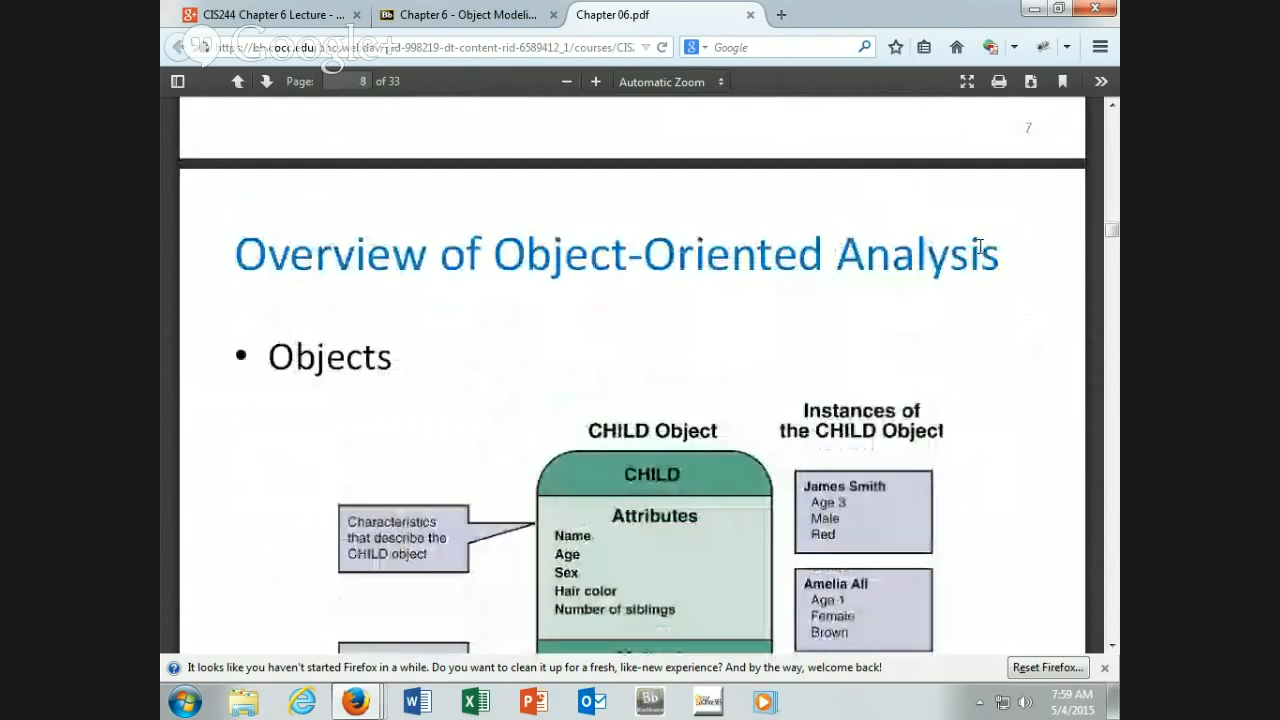 CIS244 Chapter 6 Lecture - ...
Chapter 6 - Object Modeli...
Chapter 06.pdf
Google+
Google
Page:
8
of 33
Automatic Zoom
7
Overview of Object-Oriented Analysis
• Objects
CHILD Object
Instances of
the CHILD Object
CHILD
Attributes
Name
Age
Sex
Hair color
Number of siblings
Characteristics
that describe the
CHILD object
James Smith
Age 3
Male
Red
Amelia Ali
Age 1
Female
Brown
It looks like you haven't started Firefox in a while. Do you want to clean it up for a fresh, like-new experience? And by the way, welcome back!
Reset Firefox...
7:59 AM
5/4/2015